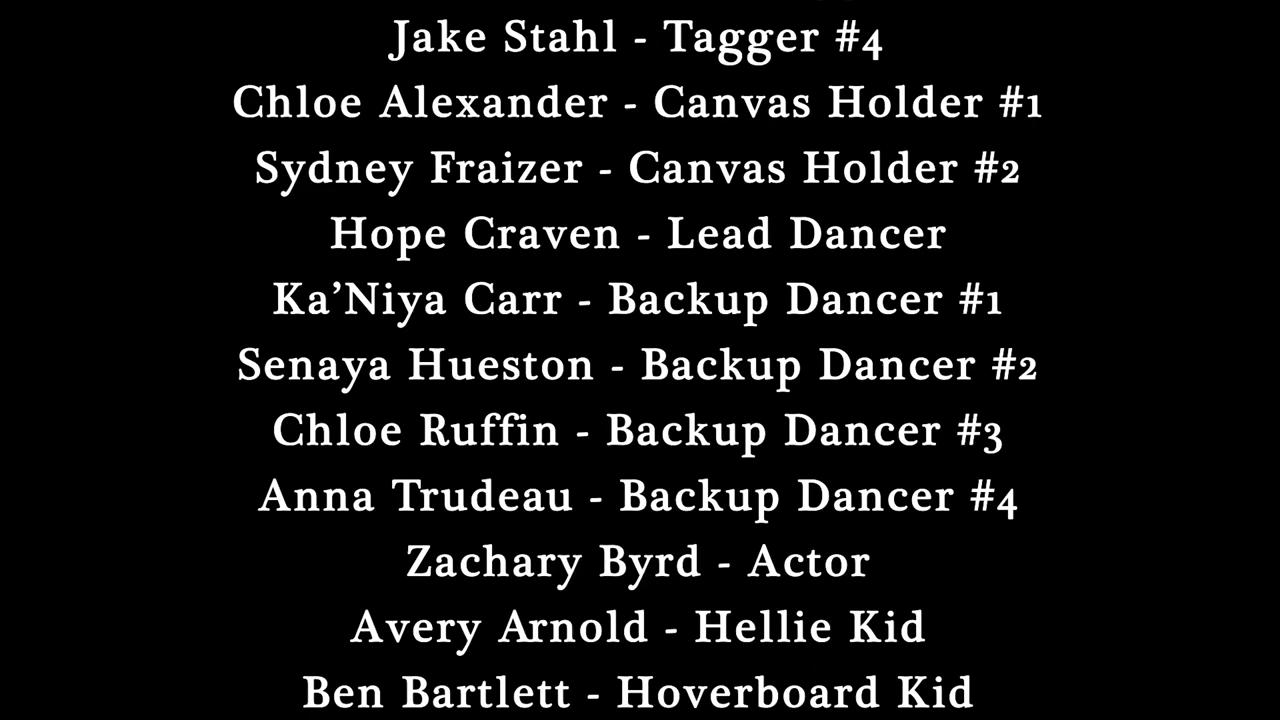 Jake Stahl - Tagger #4
Chloe Alexander - Canvas Holder #1
Sydney Fraizer - Canvas Holder #2
Hope Craven - Lead Dancer
Ka’Niya Carr - Backup Dancer #1
Senaya Hueston - Backup Dancer #2
Chloe Ruffin - Backup Dancer #3
Anna Trudeau - Backup Dancer #4
Zachary Byrd - Actor
Avery Arnold - Hellie Kid
Ben Bartlett - Hoverboard Kid